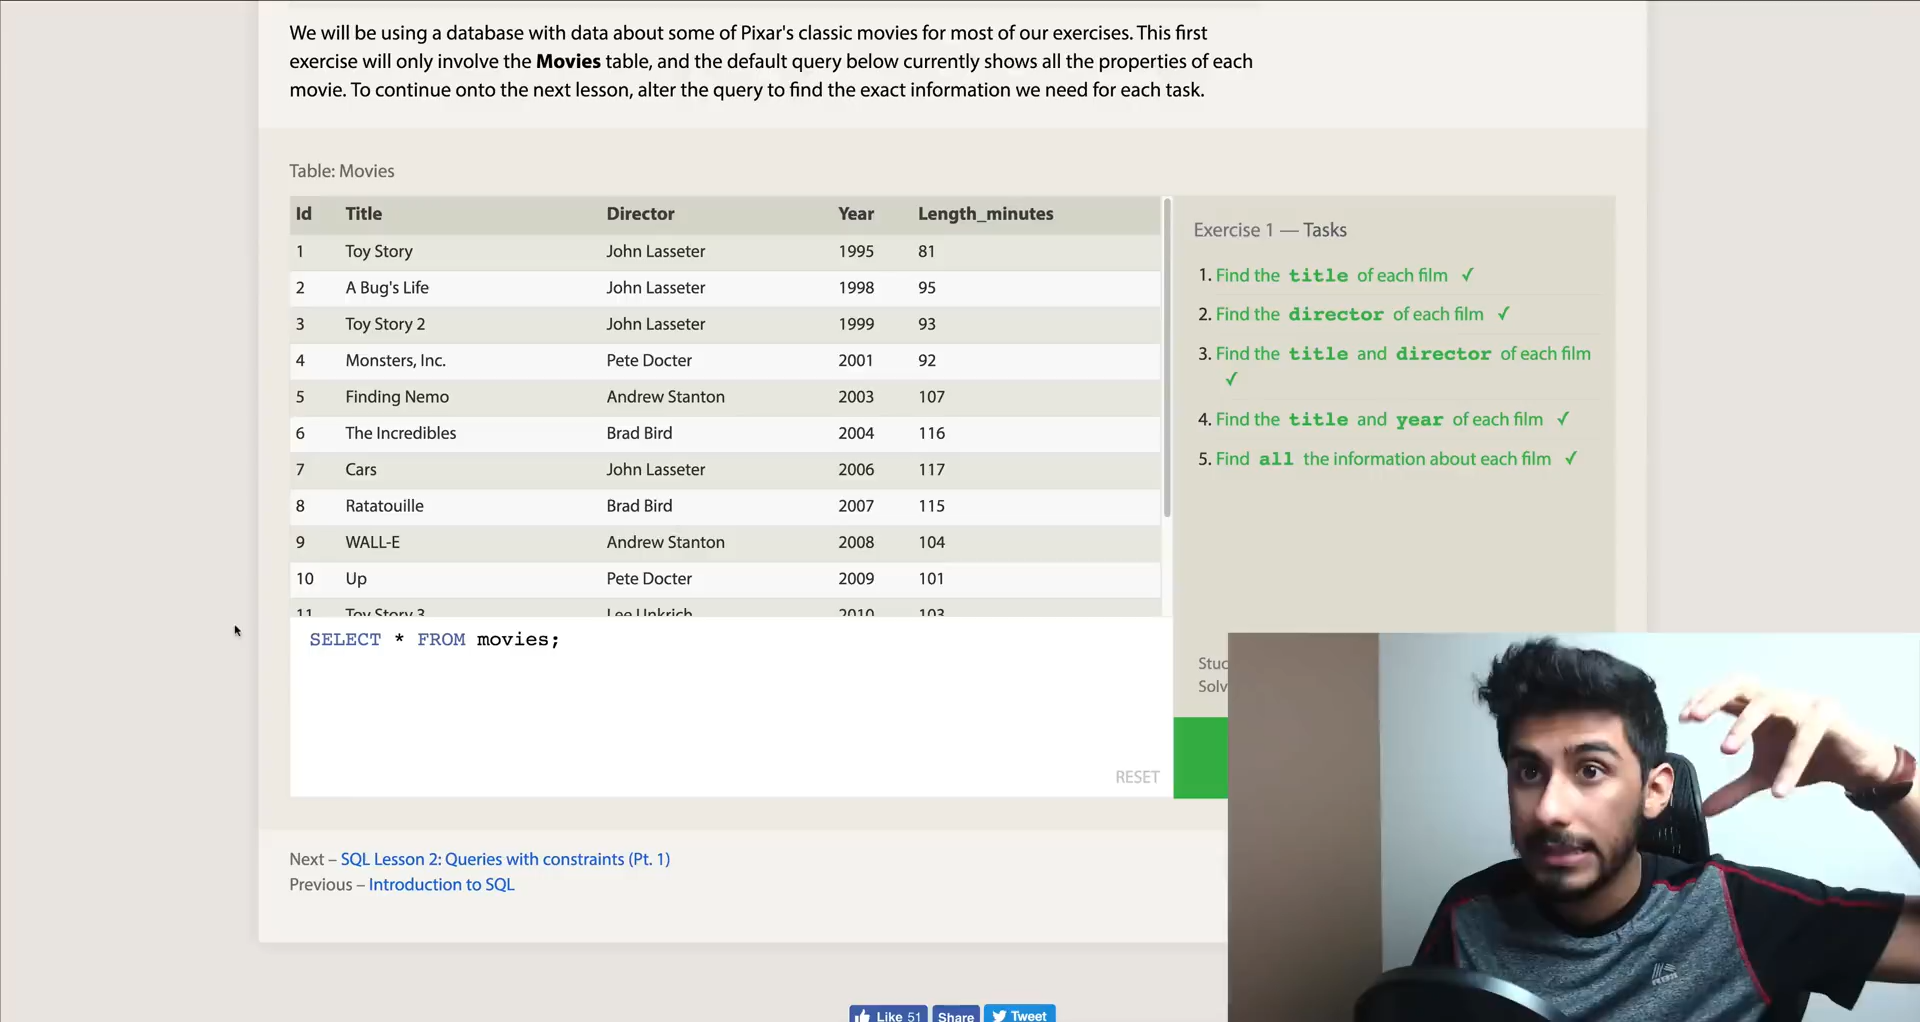 We will be using a database with data about some of Pixar's classic movies for most of our exercises. This first
exercise will only involve the Movies table, and the default query below currently shows all the properties of each
movie. To continue onto the next lesson, alter the query to find the exact information we need for each task.
Table: Movies
Id Title Director Year Length_minutes
1 Toy Story John Lasseter 1995 81
2 A Bug's Life John Lasseter 1998 95
3 Toy Story 2 John Lasseter 1999 93
4 Monsters, Inc. Pete Docter 2001 92
5 Finding Nemo Andrew Stanton 2003 107
6 The Incredibles Brad Bird 2004 116
7 Cars John Lasseter 2006 117
8 Ratatouille Brad Bird 2007 115
9 WALL-E Andrew Stanton 2008 104
10 Up Pete Docter 2009 101
11 Toy Story 3 Lee Unkrich 2010 103
SELECT * FROM movies;
RESET
Exercise 1 — Tasks
1. Find the title of each film ✓
2. Find the director of each film ✓
3. Find the title and director of each film
✓
4. Find the title and year of each film ✓
5. Find all the information about each film ✓
Stuc
Solv
Next – SQL Lesson 2: Queries with constraints (Pt. 1)
Previous – Introduction to SQL
Like 51 Share Tweet